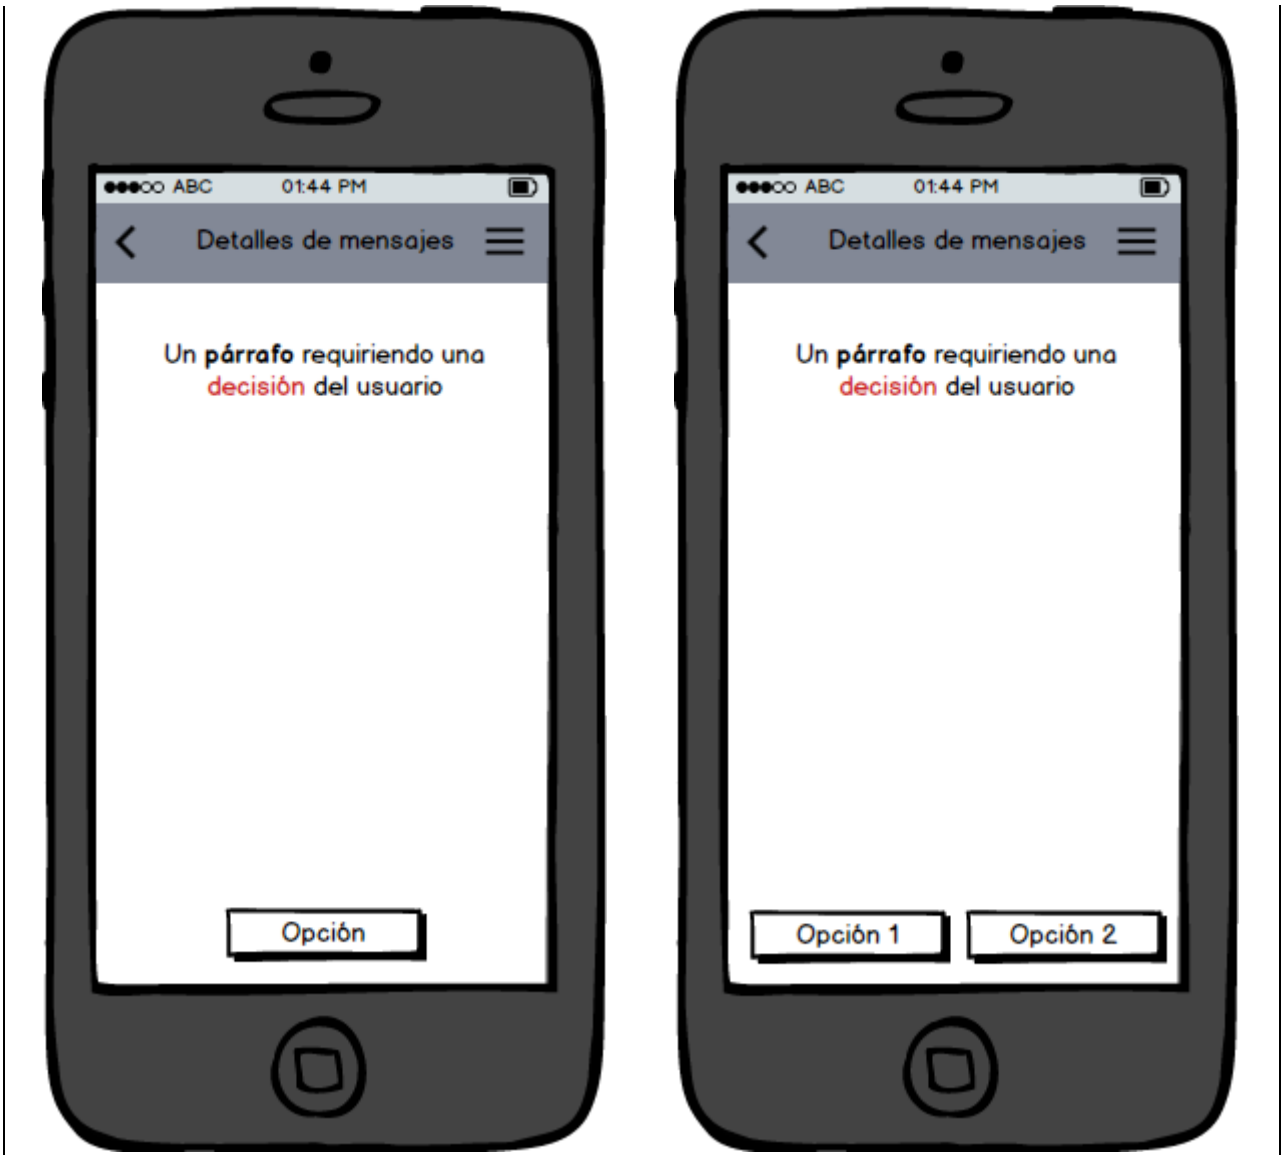 ABC 01:44 PM
Detalles de mensajes
Un párrafo requiriendo una
decisión del usuario
Opción
ABC 01:44 PM
Detalles de mensajes
Un párrafo requiriendo una
decisión del usuario
Opción 1 Opción 2